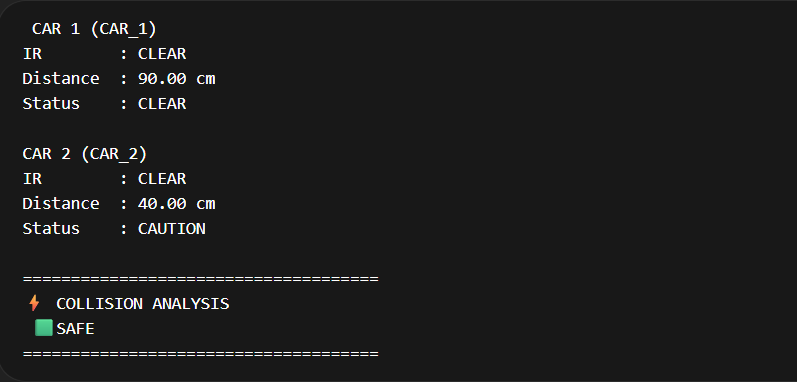 CAR 1 (CAR_1)
IR        : CLEAR
Distance  : 90.00 cm
Status    : CLEAR
CAR 2 (CAR_2)
IR        : CLEAR
Distance  : 40.00 cm
Status    : CAUTION
=====================================
⚡ COLLISION ANALYSIS
🟩SAFE
=====================================